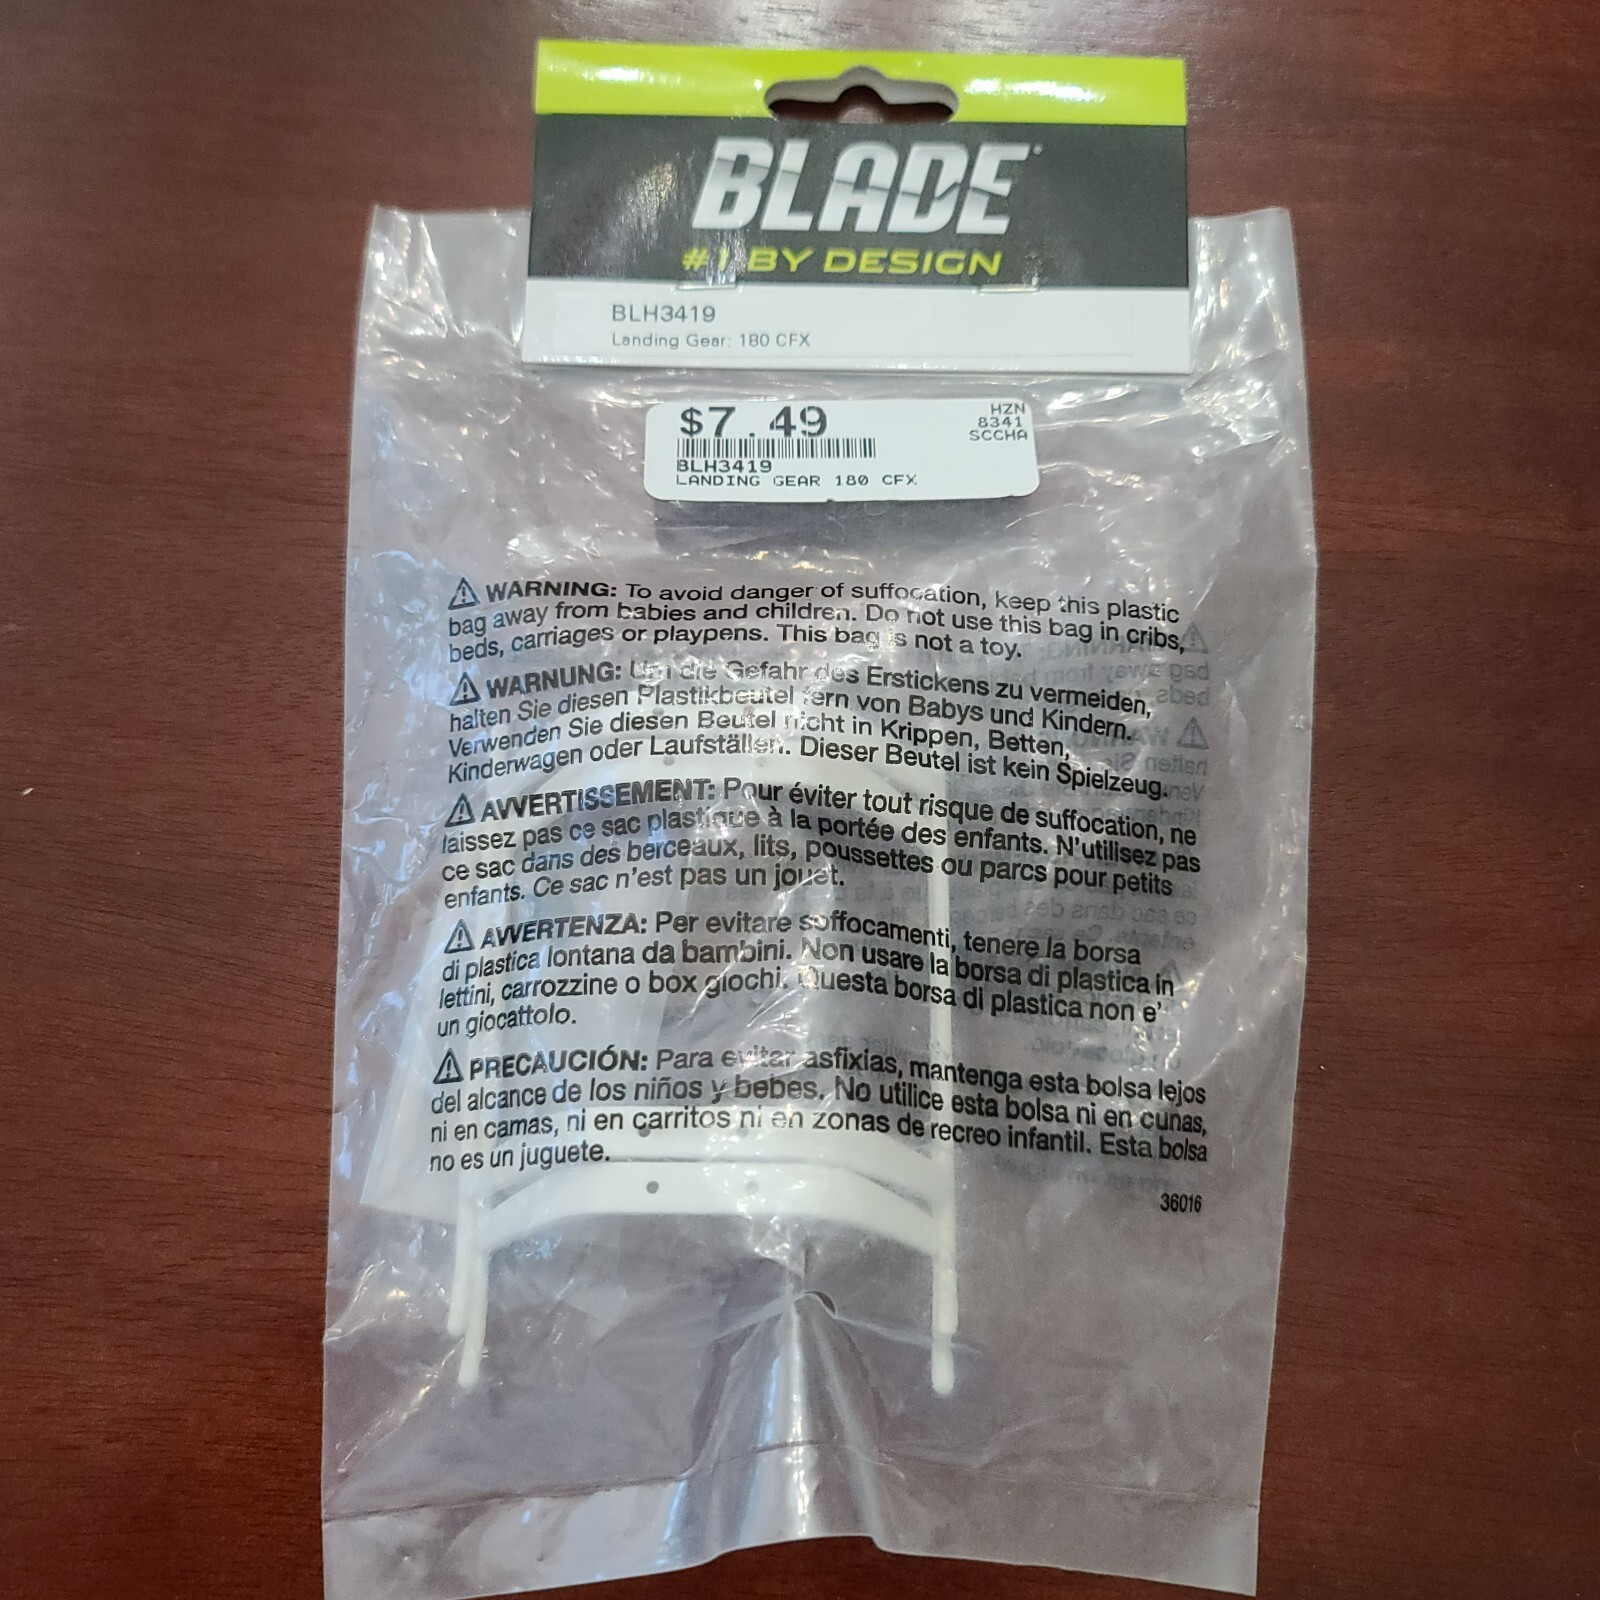 BLADE
#1 BY DESIGN
BLH3419
Landing Gear: 180 CFX
$7.49
HZN
8341
SCCHA
BLH3419
LANDING GEAR 180 CFX
⚠ WARNING: To avoid danger of suffocation, keep this plastic
bag away from babies and children. Do not use this bag in cribs,
beds, carriages or playpens. This bag is not a toy.
⚠ WARNUNG: Um die Gefahr des Erstickens zu vermeiden,
halten Sie diesen Plastikbeutel fern von Babys und Kindern.
Verwenden Sie diesen Beutel nicht in Krippen, Betten,
Kinderwagen oder Laufställen. Dieser Beutel ist kein Spielzeug.
⚠ AVVERTISSEMENT: Pour éviter tout risque de suffocation, ne
laissez pas ce sac plastique à la portée des enfants. N'utilisez pas
ce sac dans des berceaux, lits, poussettes ou parcs pour petits
enfants. Ce sac n'est pas un jouet.
⚠ AVVERTENZA: Per evitare soffocamenti, tenere la borsa
di plastica lontana da bambini. Non usare la borsa di plastica in
lettini, carrozzine o box giochi. Questa borsa di plastica non e'
un giocattolo.
⚠ PRECAUCIÓN: Para evitar asfixias, mantenga esta bolsa lejos
del alcance de los niños y bebes. No utilice esta bolsa ni en cunas,
ni en camas, ni en carritos ni en zonas de recreo infantil. Esta bolsa
no es un juguete.
36016